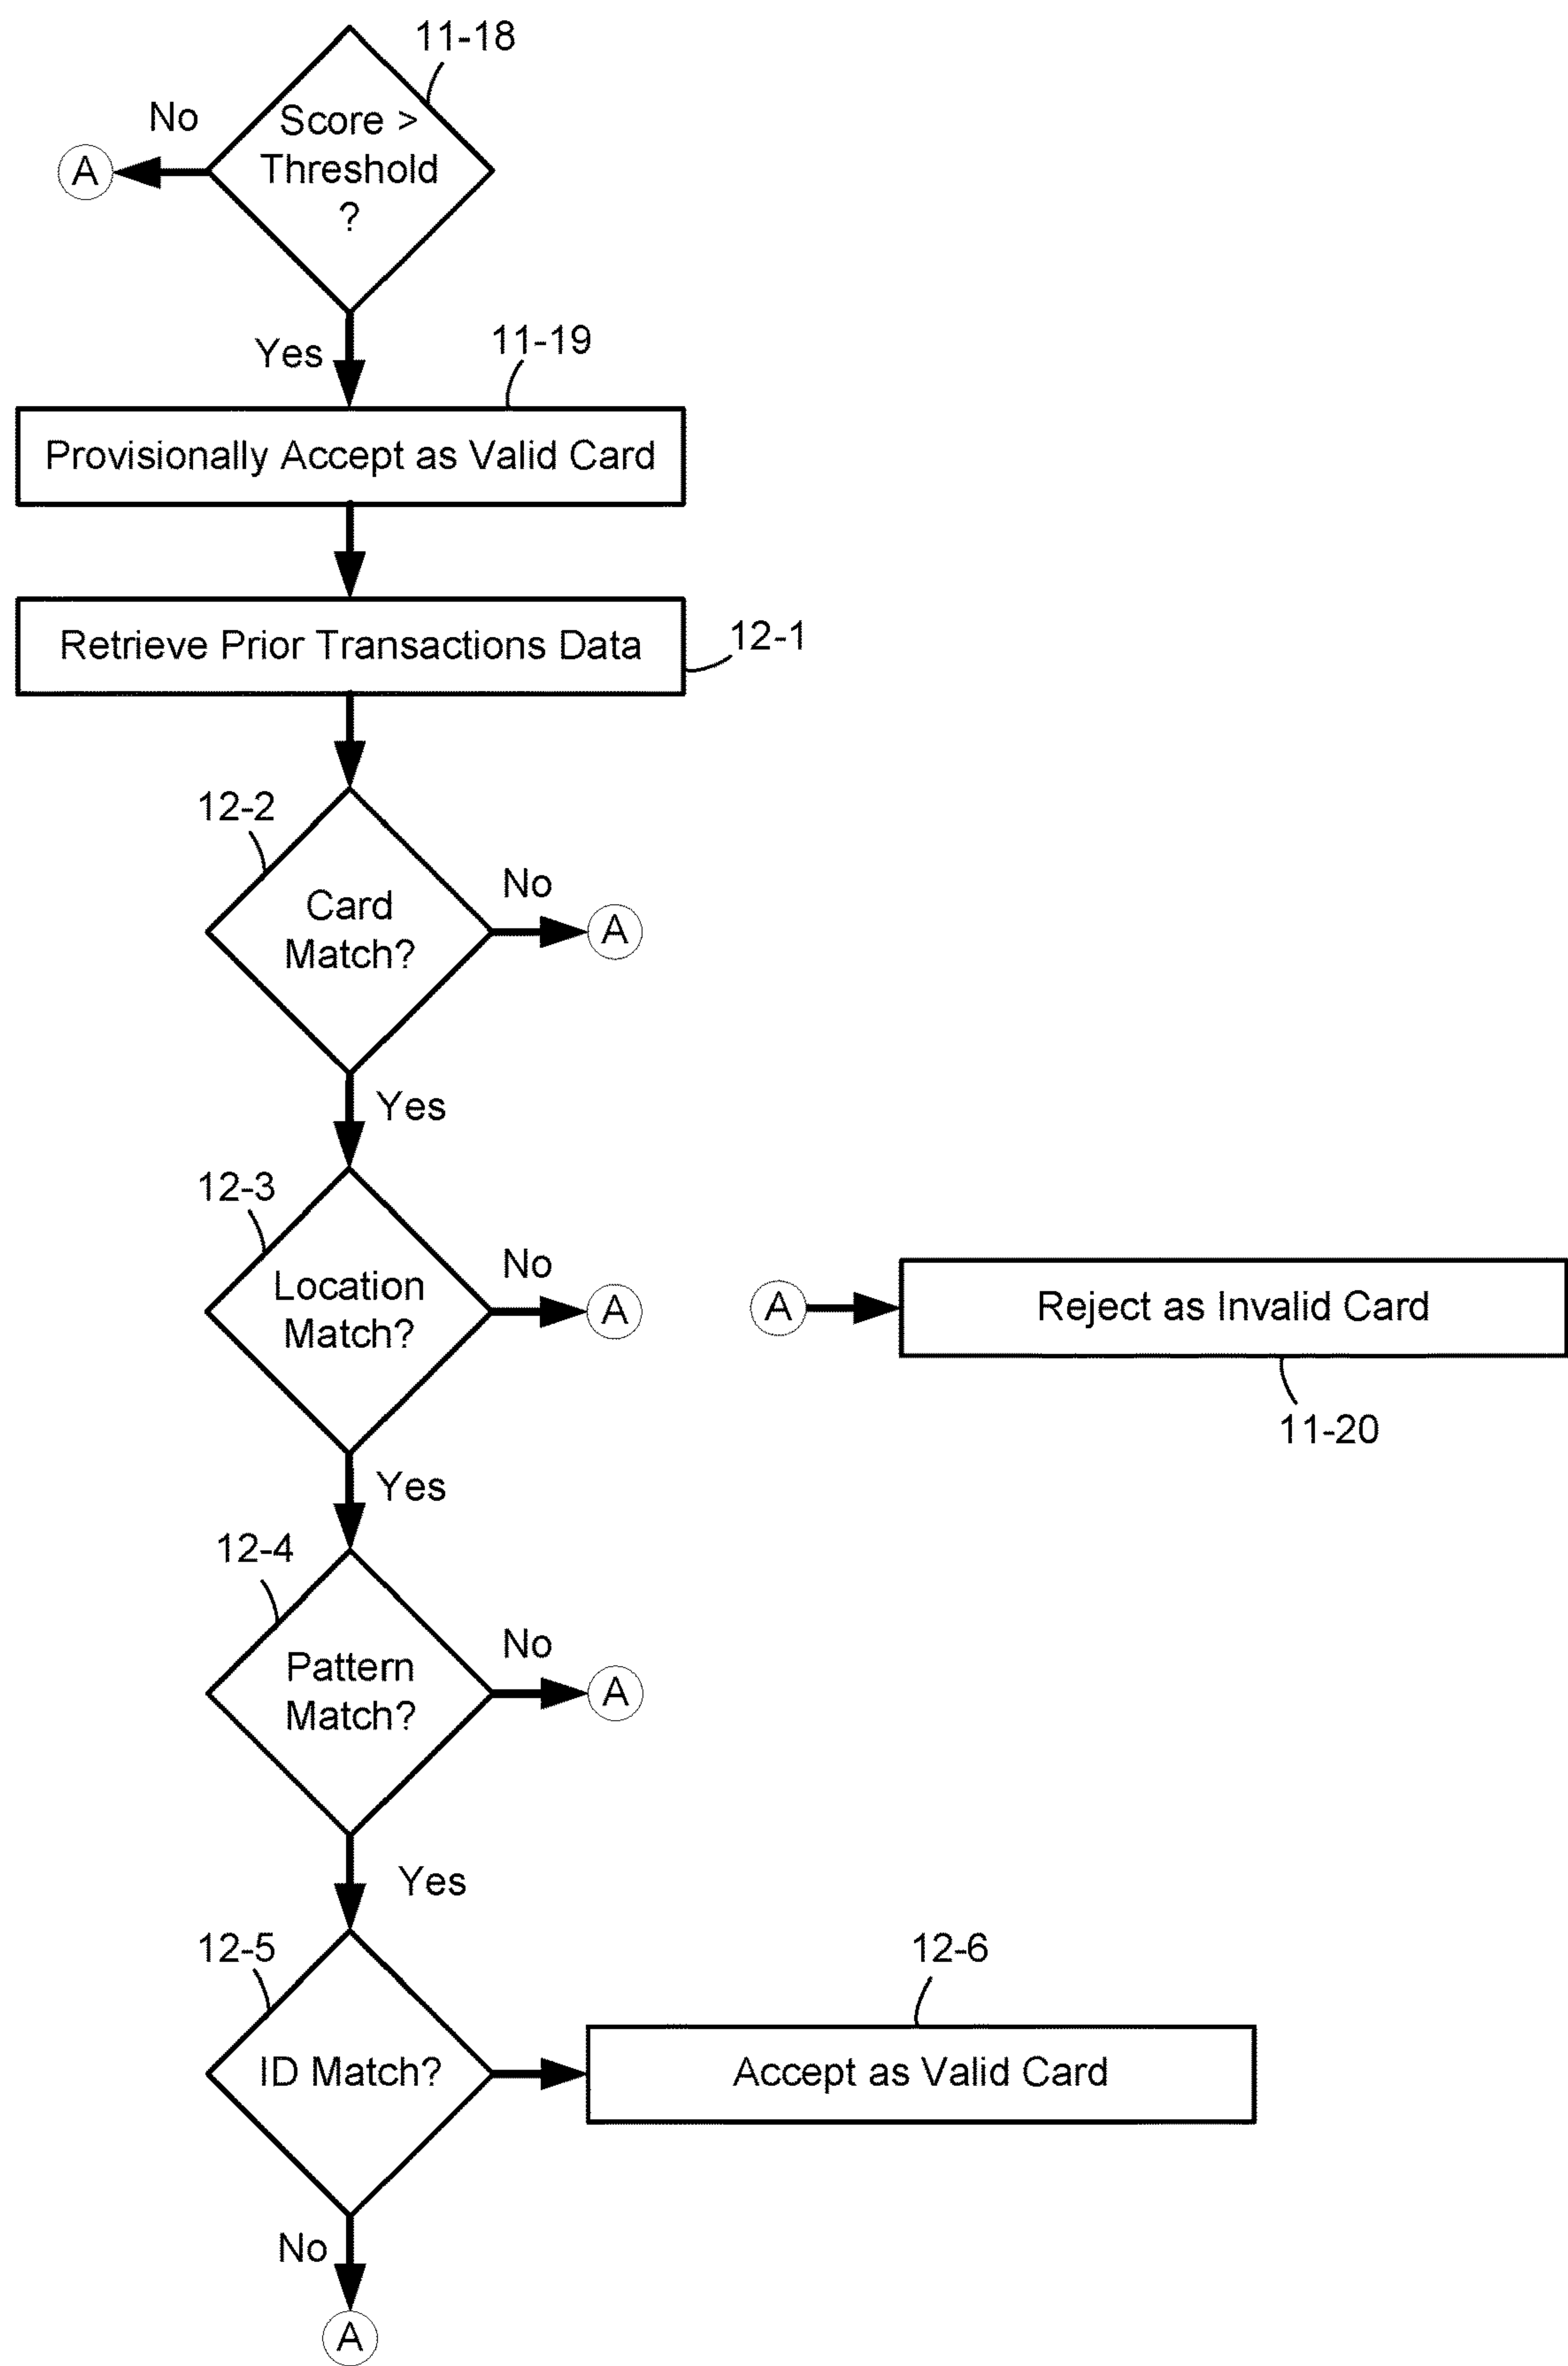 11-18
No
Score >
Threshold
?
A
Yes
11-19
Provisionally Accept as Valid Card
Retrieve Prior Transactions Data
12-1
12-2
Card
Match?
No
A
Yes
12-3
Location
Match?
No
A
A
Reject as Invalid Card
11-20
Yes
12-4
Pattern
Match?
No
A
Yes
12-5
ID Match?
12-6
Accept as Valid Card
No
A